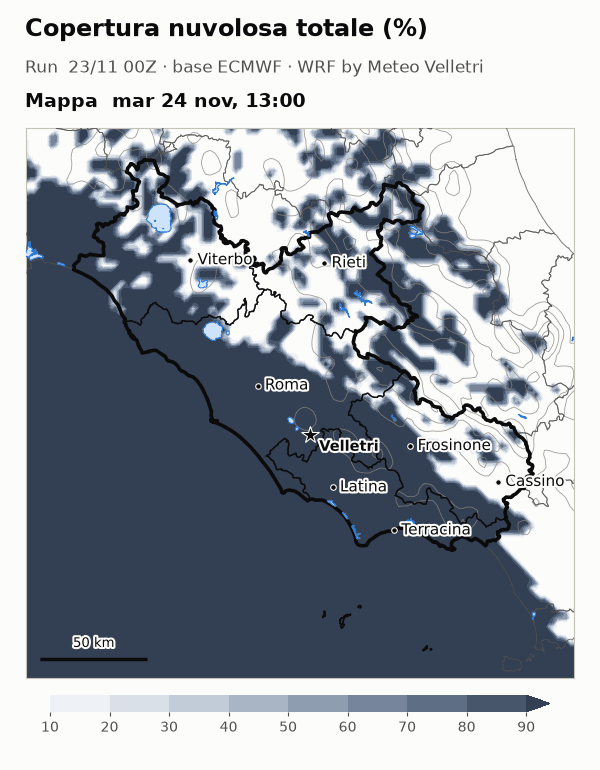 Copertura nuvolosa totale (%)
Run  23/11 00Z · base ECMWF · WRF by Meteo Velletri
Mappa  mar 24 nov, 13:00
Viterbo
Rieti
Roma
Velletri
Frosinone
Latina
Cassino
Terracina
50 km
10 20 30 40 50 60 70 80 90